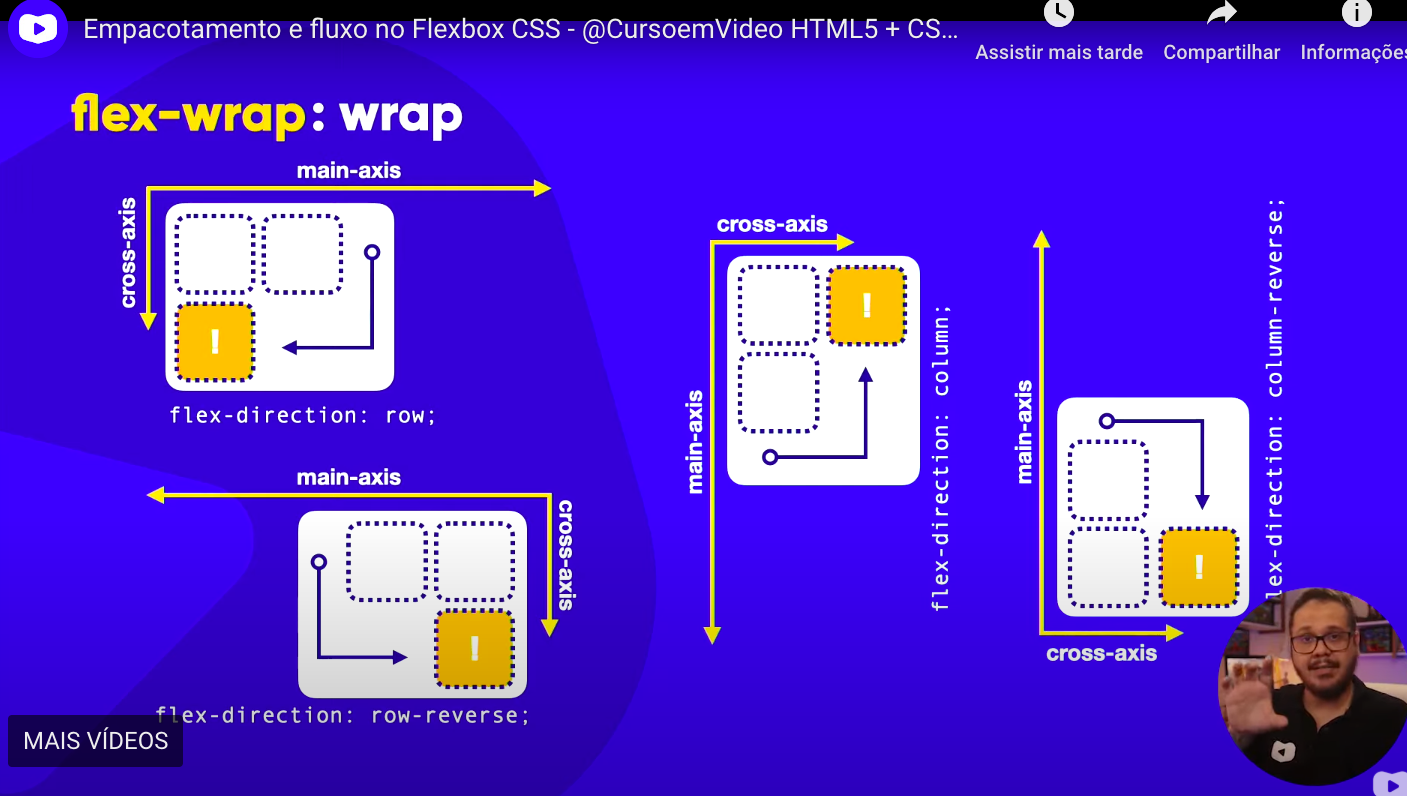 Empacotamento e fluxo no Flexbox CSS - @CursoemVideo HTML5 + CS...
Assistir mais tarde
Compartilhar
Informações
flex-wrap: wrap
main-axis
cross-axis
!
flex-direction: row;
main-axis
cross-axis
!
flex-direction: row-reverse;
cross-axis
main-axis
!
flex-direction: column;
main-axis
!
cross-axis
flex-direction: column-reverse;
MAIS VÍDEOS